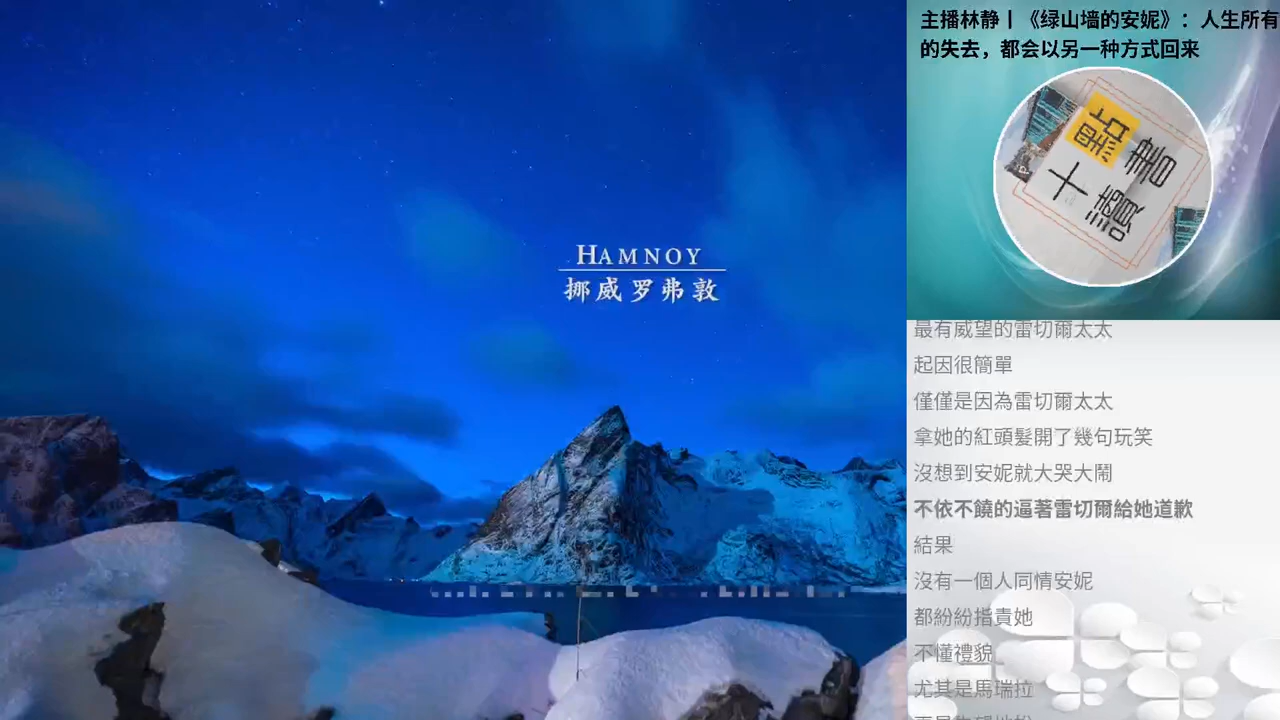 HAMNOY
挪威罗弗敦
主播林静丨《绿山墙的安妮》：人生所有
的失去，都会以另一种方式回来
十點
讀書
最有威望的雷切爾太太
起因很簡單
僅僅是因為雷切爾太太
拿她的紅頭髮開了幾句玩笑
沒想到安妮就大哭大鬧
不依不饒的逼著雷切爾給她道歉
結果
沒有一個人同情安妮
都紛紛指責她
不懂禮貌
尤其是馬瑞拉